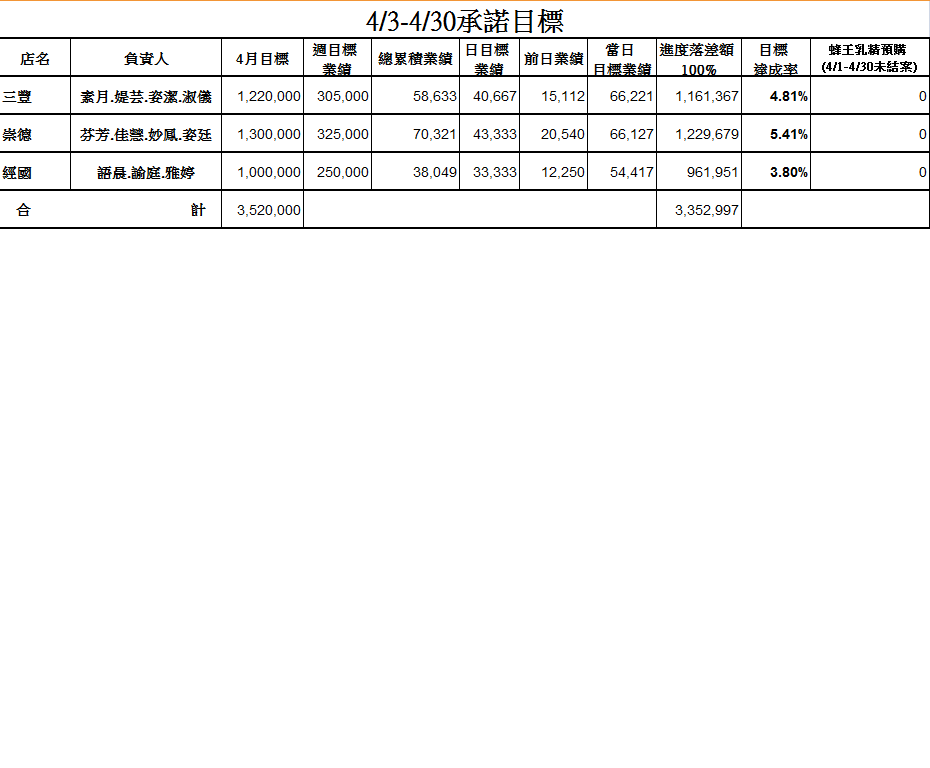 4/3-4/30承諾目標
店名 負責人 4月目標 週目標業績 總累積業績 日目標業績 前日業績 當日目標業績 進度落差額100% 目標達成率 蜂王乳精預購(4/1-4/30未結案)
三豐 素月.媞芸.姿潔.淑儀 1,220,000 305,000 58,633 40,667 15,112 66,221 1,161,367 4.81% 0
崇德 芬芳.佳慧.妙鳳.姿廷 1,300,000 325,000 70,321 43,333 20,540 66,127 1,229,679 5.41% 0
經國 語晨.諭庭.雅婷 1,000,000 250,000 38,049 33,333 12,250 54,417 961,951 3.80% 0
合 計 3,520,000 3,352,997